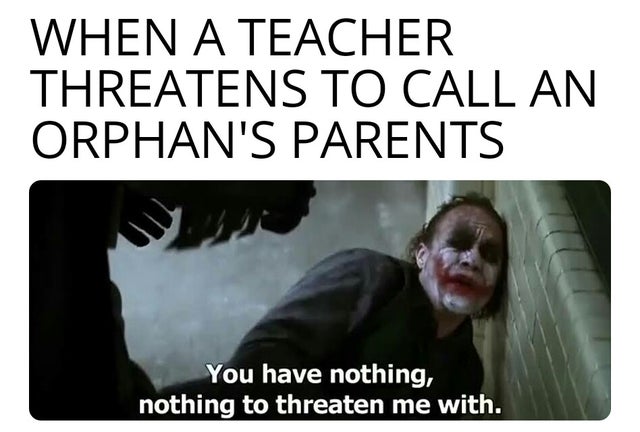 WHEN A TEACHER
THREATENS TO CALL AN
ORPHAN'S PARENTS
You have nothing,
nothing to threaten me with.